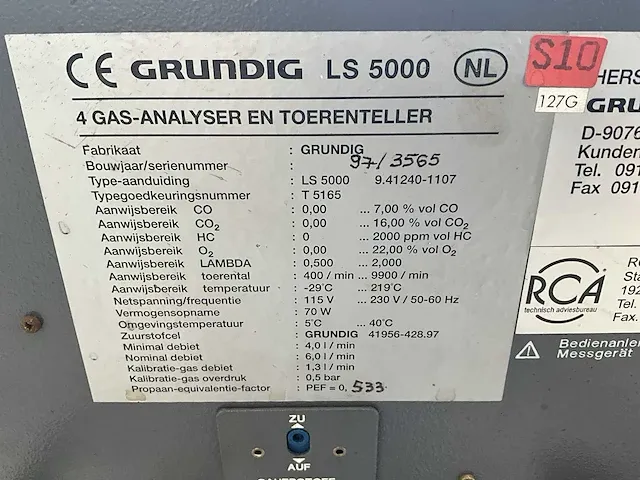 CE GRUNDIG LS 5000 NL
4 GAS-ANALYSER EN TOERENTELLER
Fabrikaat : GRUNDIG
Bouwjaar/serienummer : 97/3565
Type-aanduiding : LS 5000 9.41240-1107
Typegoedkeuringsnummer : T 5165
Aanwijsbereik CO : 0,00 ... 7,00 % vol CO
Aanwijsbereik CO₂ : 0,00 ... 16,00 % vol CO₂
Aanwijsbereik HC : 0 ... 2000 ppm vol HC
Aanwijsbereik O₂ : 0,00 ... 22,00 % vol O₂
Aanwijsbereik LAMBDA : 0,500 ... 2,000
Aanwijsbereik toerental : 400 / min ... 9900 / min
Aanwijsbereik temperatuur : -29°C ... 219°C
Netspanning/frequentie : 115 V ... 230 V / 50-60 Hz
Vermogensopname : 70 W
Omgevingstemperatuur : 5°C ... 40°C
Zuurstofcel : GRUNDIG 41956-428.97
Minimal debiet : 4,0 l / min
Nominal debiet : 6,0 l / min
Kalibratie-gas debiet : 1,3 l / min
Kalibratie-gas overdruk : 0,5 bar
Propaan-equivalentie-factor : PEF = 0, 533
S10
127G
HERS
GRU
D-9076
Kunden
Tel. 091
Fax 091
RCA
technisch adviesbureau
Sta
192
Tel.
Fax.
Bedienanle
Messgerät
ZU
AUF